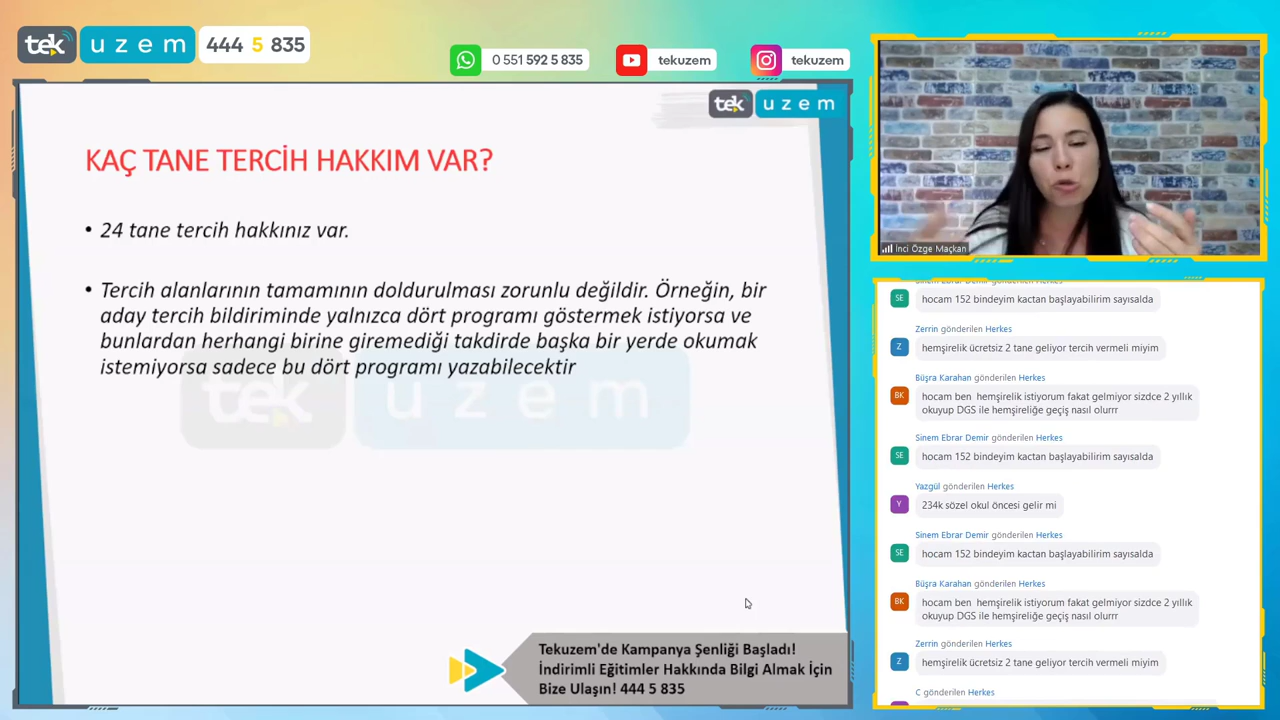 tek uzem 444 5 835
0 551 592 5 835
tekuzem
tekuzem
tek uzem
KAÇ TANE TERCİH HAKKIM VAR?
• 24 tane tercih hakkınız var.
• Tercih alanlarının tamamının doldurulması zorunlu değildir. Örneğin, bir
aday tercih bildiriminde yalnızca dört programı göstermek istiyorsa ve
bunlardan herhangi birine giremediği takdirde başka bir yerde okumak
istemiyorsa sadece bu dört programı yazabilecektir
tek uzem
Tekuzem'de Kampanya Şenliği Başladı!
İndirimli Eğitimler Hakkında Bilgi Almak İçin
Bize Ulaşın! 444 5 835
İnci Özge Maçkan
Sinem Ebrar Demir gönderilen Herkes
SE
hocam 152 bindeyim kactan başlayabilirim sayısalda
Zerrin gönderilen Herkes
Z
hemşirelik ücretsiz 2 tane geliyor tercih vermeli miyim
Büşra Karahan gönderilen Herkes
BK
hocam ben hemşirelik istiyorum fakat gelmiyor sizdce 2 yıllık
okuyup DGS ile hemşireliğe geçiş nasıl olurrr
Sinem Ebrar Demir gönderilen Herkes
SE
hocam 152 bindeyim kactan başlayabilirim sayısalda
Yazgül gönderilen Herkes
Y
234k sözel okul öncesi gelir mi
Sinem Ebrar Demir gönderilen Herkes
SE
hocam 152 bindeyim kactan başlayabilirim sayısalda
Büşra Karahan gönderilen Herkes
BK
hocam ben hemşirelik istiyorum fakat gelmiyor sizdce 2 yıllık
okuyup DGS ile hemşireliğe geçiş nasıl olurrr
Zerrin gönderilen Herkes
Z
hemşirelik ücretsiz 2 tane geliyor tercih vermeli miyim
C gönderilen Herkes